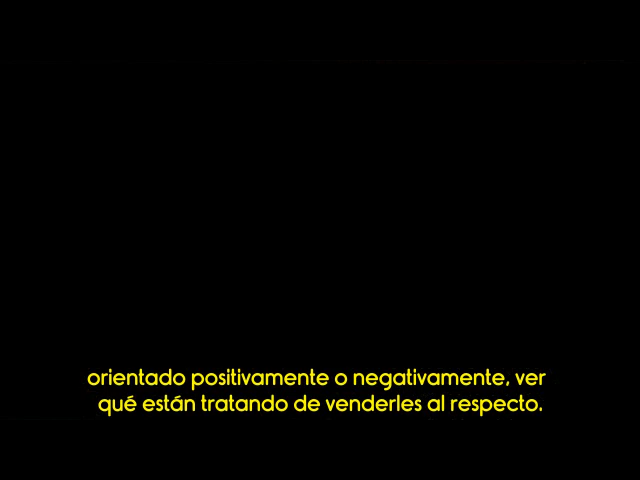 orientado positivamente o negativamente, ver
qué están tratando de venderles al respecto.